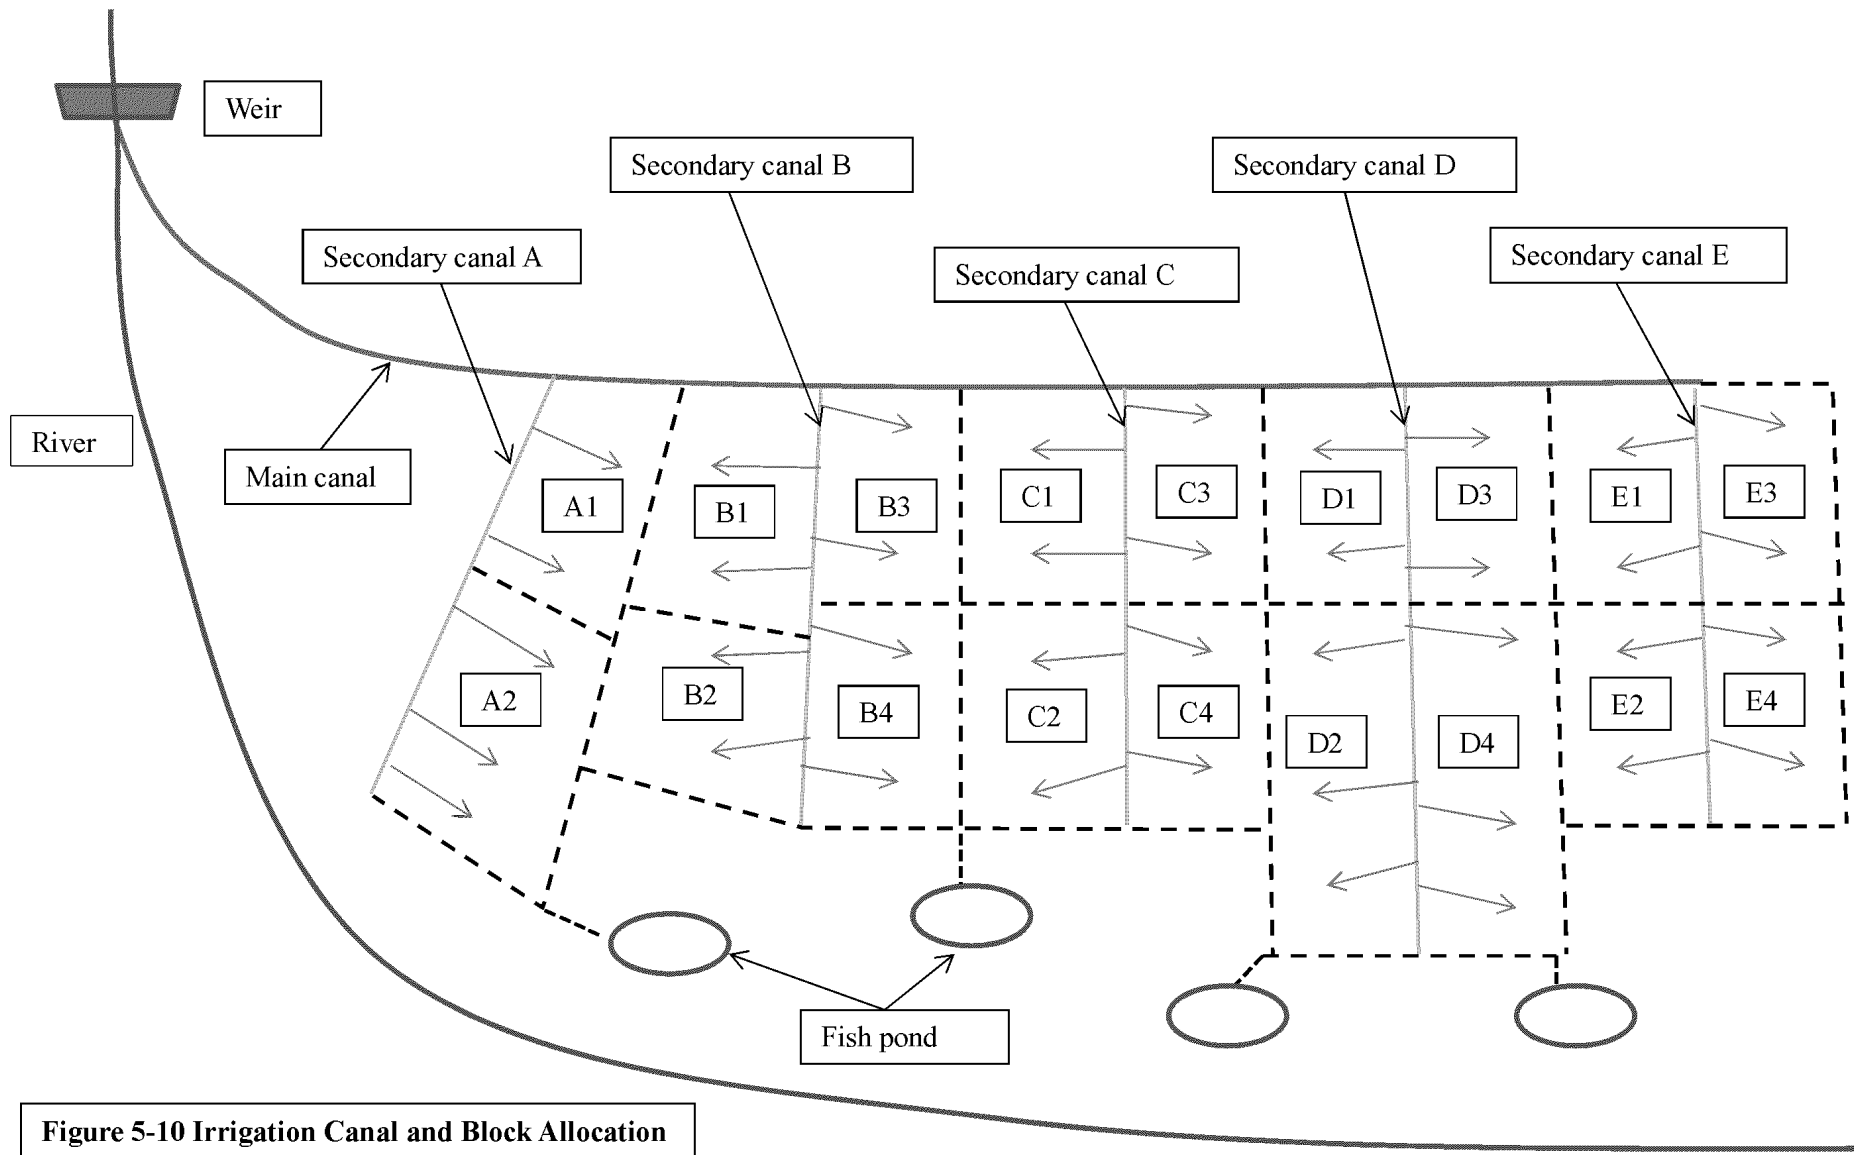 Weir
Secondary canal B
Secondary canal D
Secondary canal A
Secondary canal C
Secondary canal E
River
Main canal
A1
B1
B3
C1
C3
D1
D3
E1
E3
A2
B2
B4
C2
C4
D2
D4
E2
E4
Fish pond
Figure 5-10 Irrigation Canal and Block Allocation